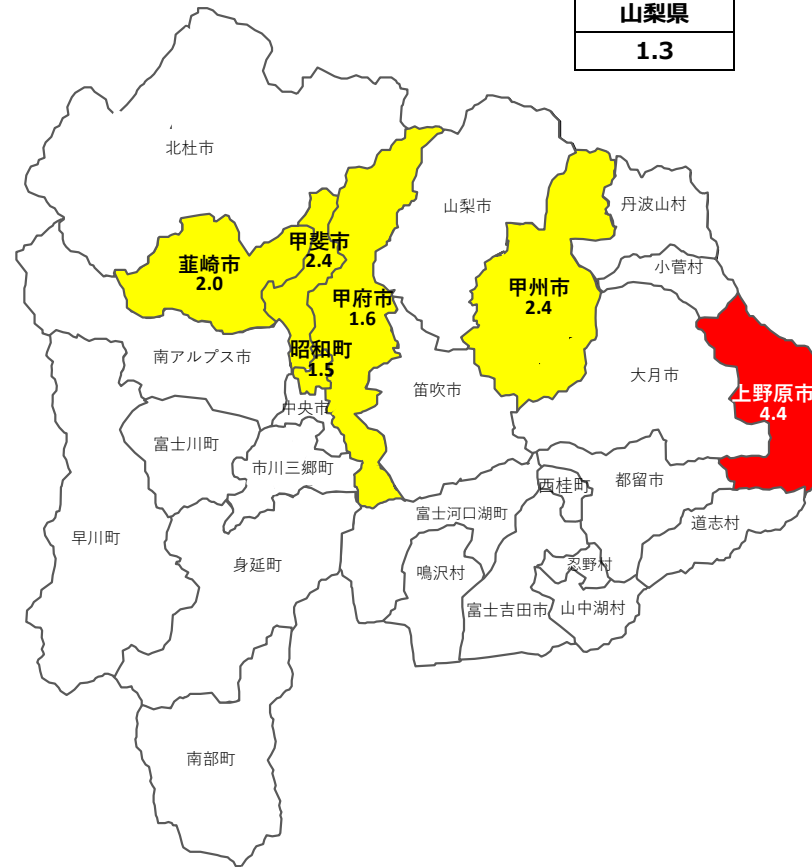 山梨県
1.3
北杜市
山梨市
丹波山村
甲斐市
2.4
韮崎市
2.0
小菅村
甲州市
2.4
甲府市
1.6
昭和町
1.5
南アルプス市
大月市
上野原市
4.4
笛吹市
中央市
富士川町
市川三郷町
西桂町
都留市
富士河口湖町
道志村
早川町
身延町
鳴沢村
忍野村
富士吉田市
山中湖村
南部町